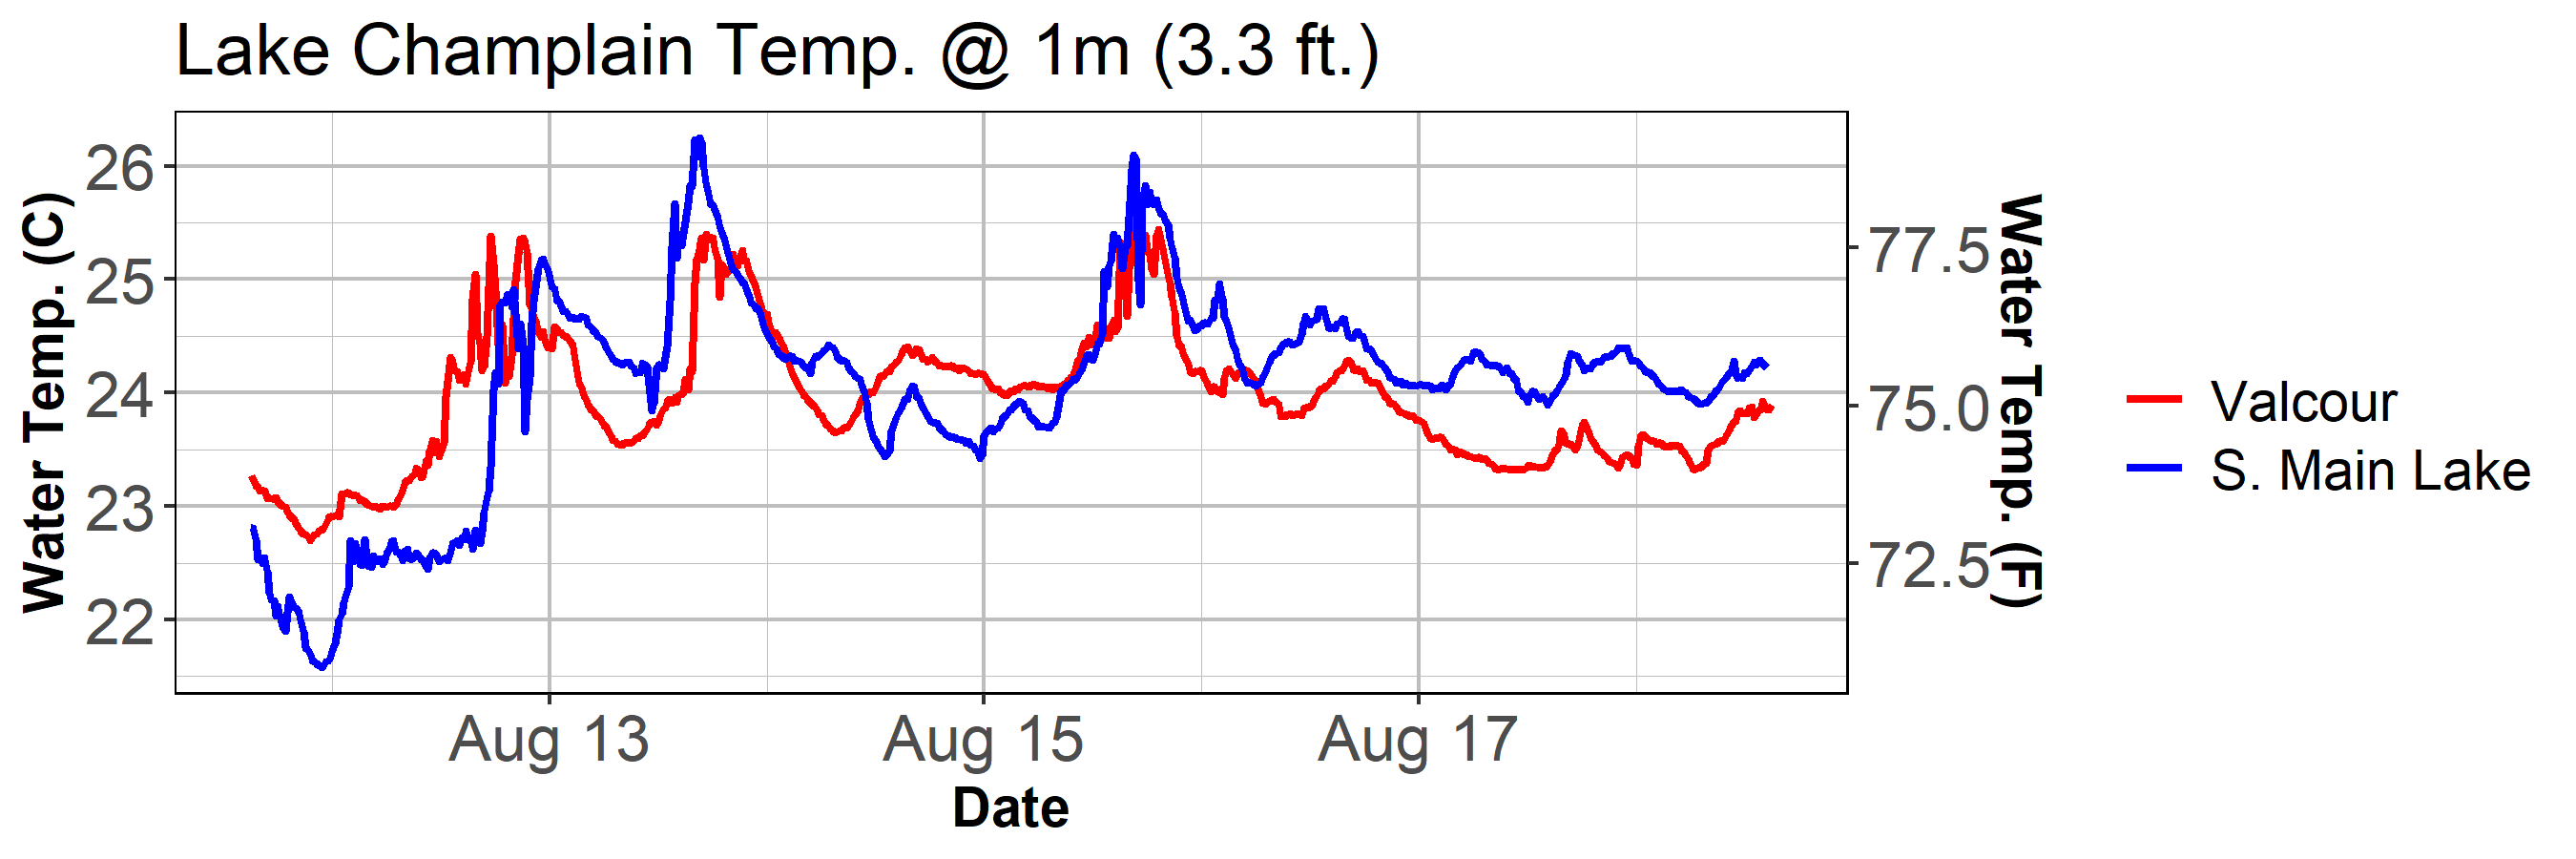 Lake Champlain Temp. @ 1m (3.3 ft.)
Water Temp. (C)
26
25
24
23
22
77.5
75.0
72.5
Water Temp. (F)
Aug 13
Aug 15
Aug 17
Date
Valcour
S. Main Lake